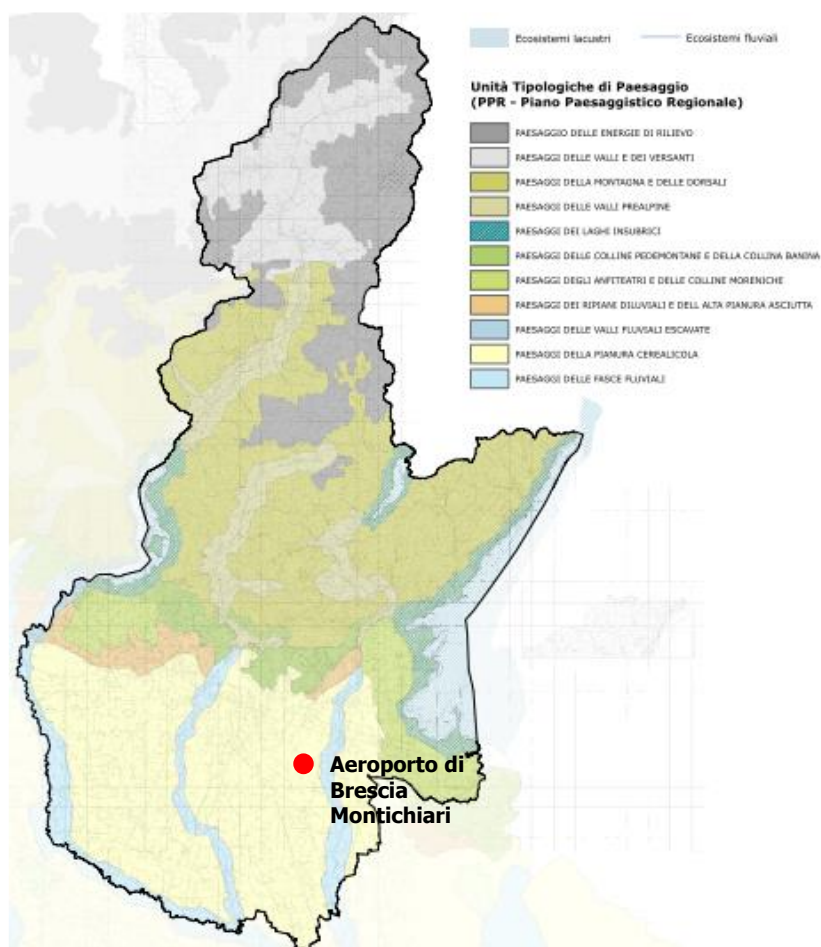 Ecosistemi lacustri Ecosistemi fluviali
Unità Tipologiche di Paesaggio
(PPR - Piano Paesaggistico Regionale)
PAESAGGIO DELLE ENERGIE DI RILIEVO
PAESAGGI DELLE VALLI E DEI VERSANTI
PAESAGGI DELLA MONTAGNA E DELLE DORSALI
PAESAGGI DELLE VALLI PREALPINE
PAESAGGI DEI LAGHI INSUBRICI
PAESAGGI DELLE COLLINE PEDEMONTANE E DELLA COLLINA BANINA
PAESAGGI DEGLI ANFITEATRI E DELLE COLLINE MORENICHE
PAESAGGI DEI RIPIANI DILUVIALI E DELL ALTA PIANURA ASCIUTTA
PAESAGGI DELLE VALLI FLUVIALI ESCAVATE
PAESAGGI DELLA PIANURA CEREALICOLA
PAESAGGI DELLE FASCE FLUVIALI
Aeroporto di
Brescia
Montichiari